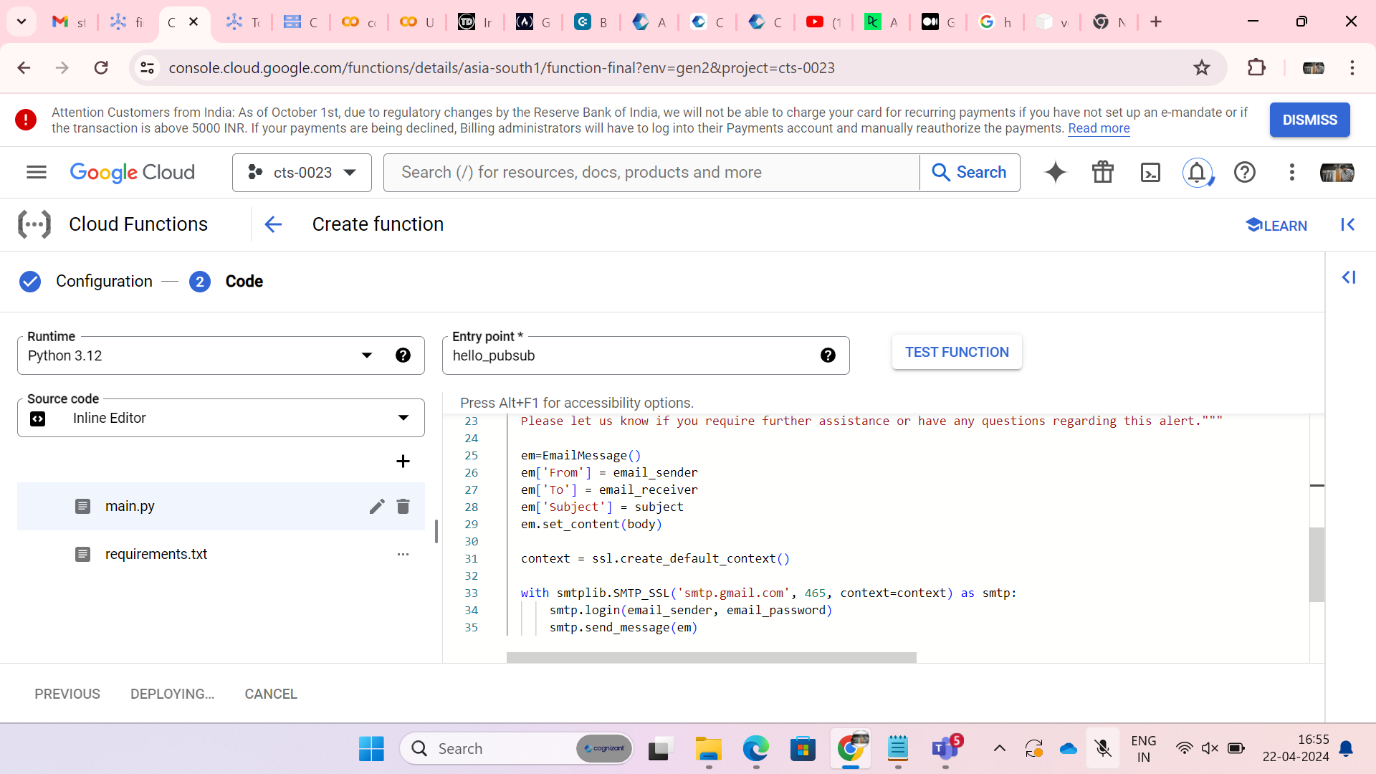 st
fi
C
To
C
co
U
In
G
B
A
C
C
(1
A
G
h
v
N
console.cloud.google.com/functions/details/asia-south1/function-final?env=gen2&project=cts-0023
Attention Customers from India: As of October 1st, due to regulatory changes by the Reserve Bank of India, we will not be able to charge your card for recurring payments if you have not set up an e-mandate or if
the transaction is above 5000 INR. If your payments are being declined, Billing administrators will have to log into their Payments account and manually reauthorize the payments. Read more
DISMISS
Google Cloud
cts-0023
Search (/) for resources, docs, products and more
Search
Cloud Functions
Create function
LEARN
Configuration
2 Code
Runtime
Python 3.12
Entry point *
hello_pubsub
TEST FUNCTION
Source code
Inline Editor
Press Alt+F1 for accessibility options.
main.py
requirements.txt
23 Please let us know if you require further assistance or have any questions regarding this alert."""
24
25 em=EmailMessage()
26 em['From'] = email_sender
27 em['To'] = email_receiver
28 em['Subject'] = subject
29 em.set_content(body)
30
31 context = ssl.create_default_context()
32
33 with smtplib.SMTP_SSL('smtp.gmail.com', 465, context=context) as smtp:
34 smtp.login(email_sender, email_password)
35 smtp.send_message(em)
PREVIOUS
DEPLOYING...
CANCEL
Search
cognizant
5
ENG
IN
16:55
22-04-2024